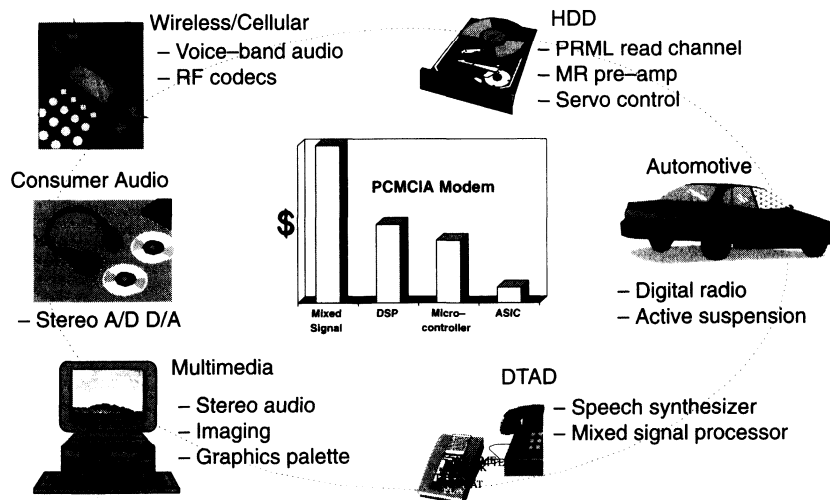 Wireless/Cellular
– Voice–band audio
– RF codecs
HDD
– PRML read channel
– MR pre–amp
– Servo control
Consumer Audio
– Stereo A/D D/A
PCMCIA Modem
$
Mixed
Signal
DSP
Micro–
controller
ASIC
Automotive
– Digital radio
– Active suspension
Multimedia
– Stereo audio
– Imaging
– Graphics palette
DTAD
– Speech synthesizer
– Mixed signal processor